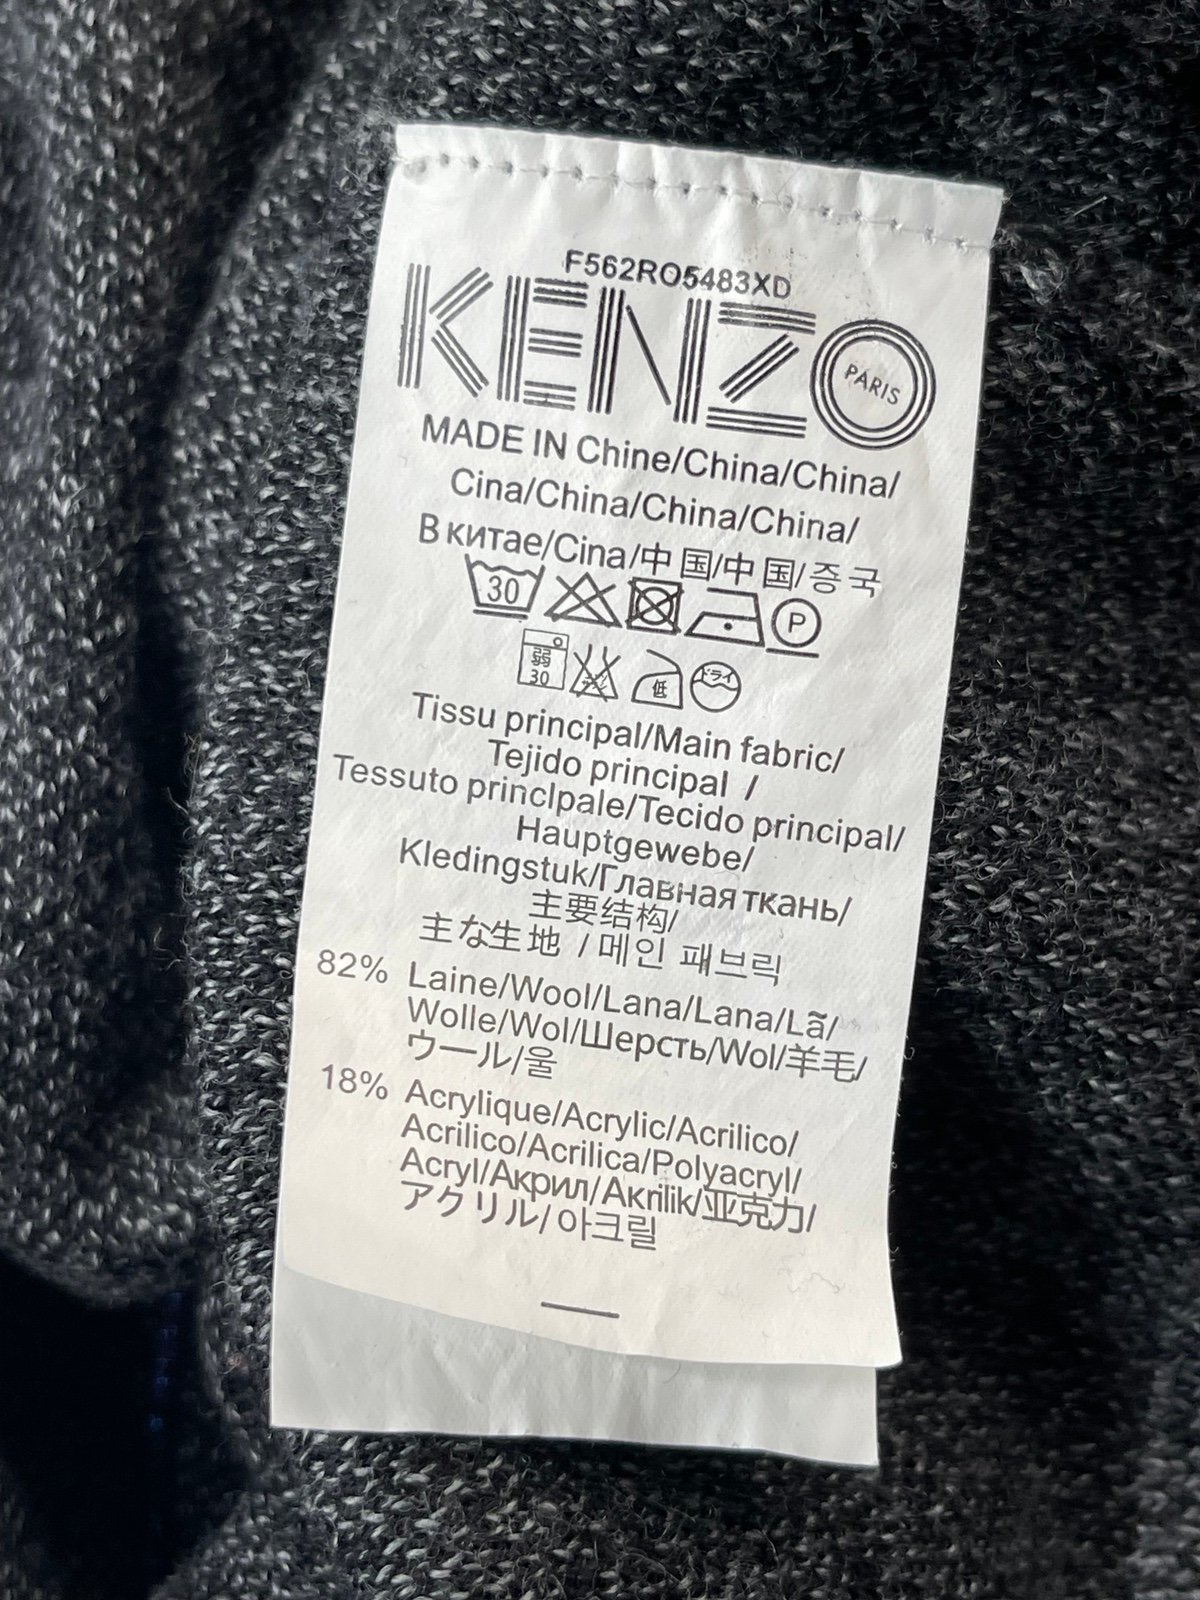 F562RO5483XD
KENZO
PARIS
MADE IN Chine/China/China/
Cina/China/China/China/
В китае/Cina/中国/中国/중국
30
P
弱
30
低
ドライ
Tissu principal/Main fabric/
Tejido principal /
Tessuto princlpale/Tecido principal/
Hauptgewebe/
Kledingstuk/Главная ткань/
主要结构/
主な生地 /메인 패브릭
82% Laine/Wool/Lana/Lana/Lã/
Wolle/Wol/Шерсть/Wol/羊毛/
ウール/울
18% Acrylique/Acrylic/Acrilico/
Acrilico/Acrilica/Polyacryl/
Acryl/Акрил/Akrilik/亚克力/
アクリル/아크릴